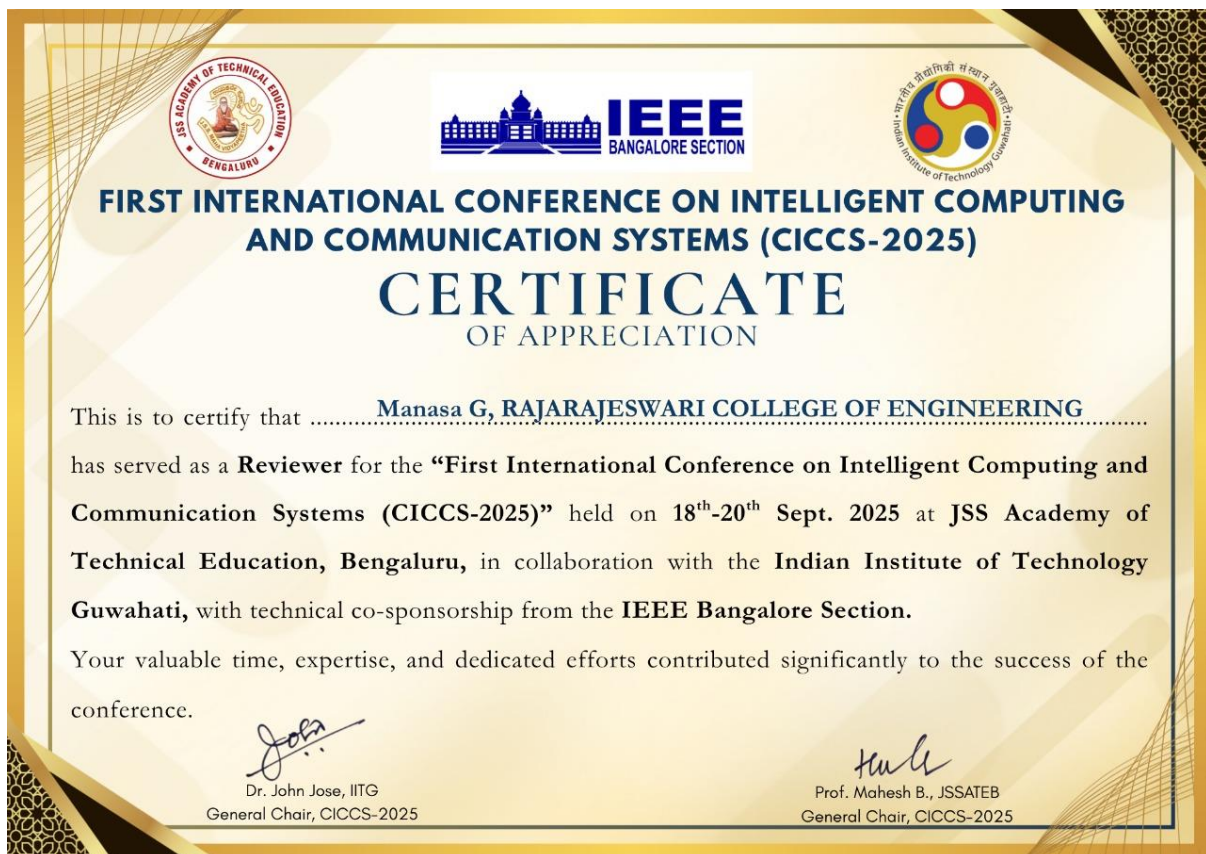 JSS ACADEMY OF TECHNICAL EDUCATION
BENGALURU
IEEE
BANGALORE SECTION
भारतीय प्रौद्योगिकी संस्थान गुवाहाटी
Indian Institute of Technology Guwahati
FIRST INTERNATIONAL CONFERENCE ON INTELLIGENT COMPUTING
AND COMMUNICATION SYSTEMS (CICCS-2025)
CERTIFICATE
OF APPRECIATION
This is to certify that ........ Manasa G, RAJARAJESWARI COLLEGE OF ENGINEERING ........
has served as a Reviewer for the “First International Conference on Intelligent Computing and
Communication Systems (CICCS-2025)” held on 18th-20th Sept. 2025 at JSS Academy of
Technical Education, Bengaluru, in collaboration with the Indian Institute of Technology
Guwahati, with technical co-sponsorship from the IEEE Bangalore Section.
Your valuable time, expertise, and dedicated efforts contributed significantly to the success of the
conference.
John
Dr. John Jose, IITG
General Chair, CICCS-2025
Prof. Mahesh B., JSSATEB
General Chair, CICCS-2025